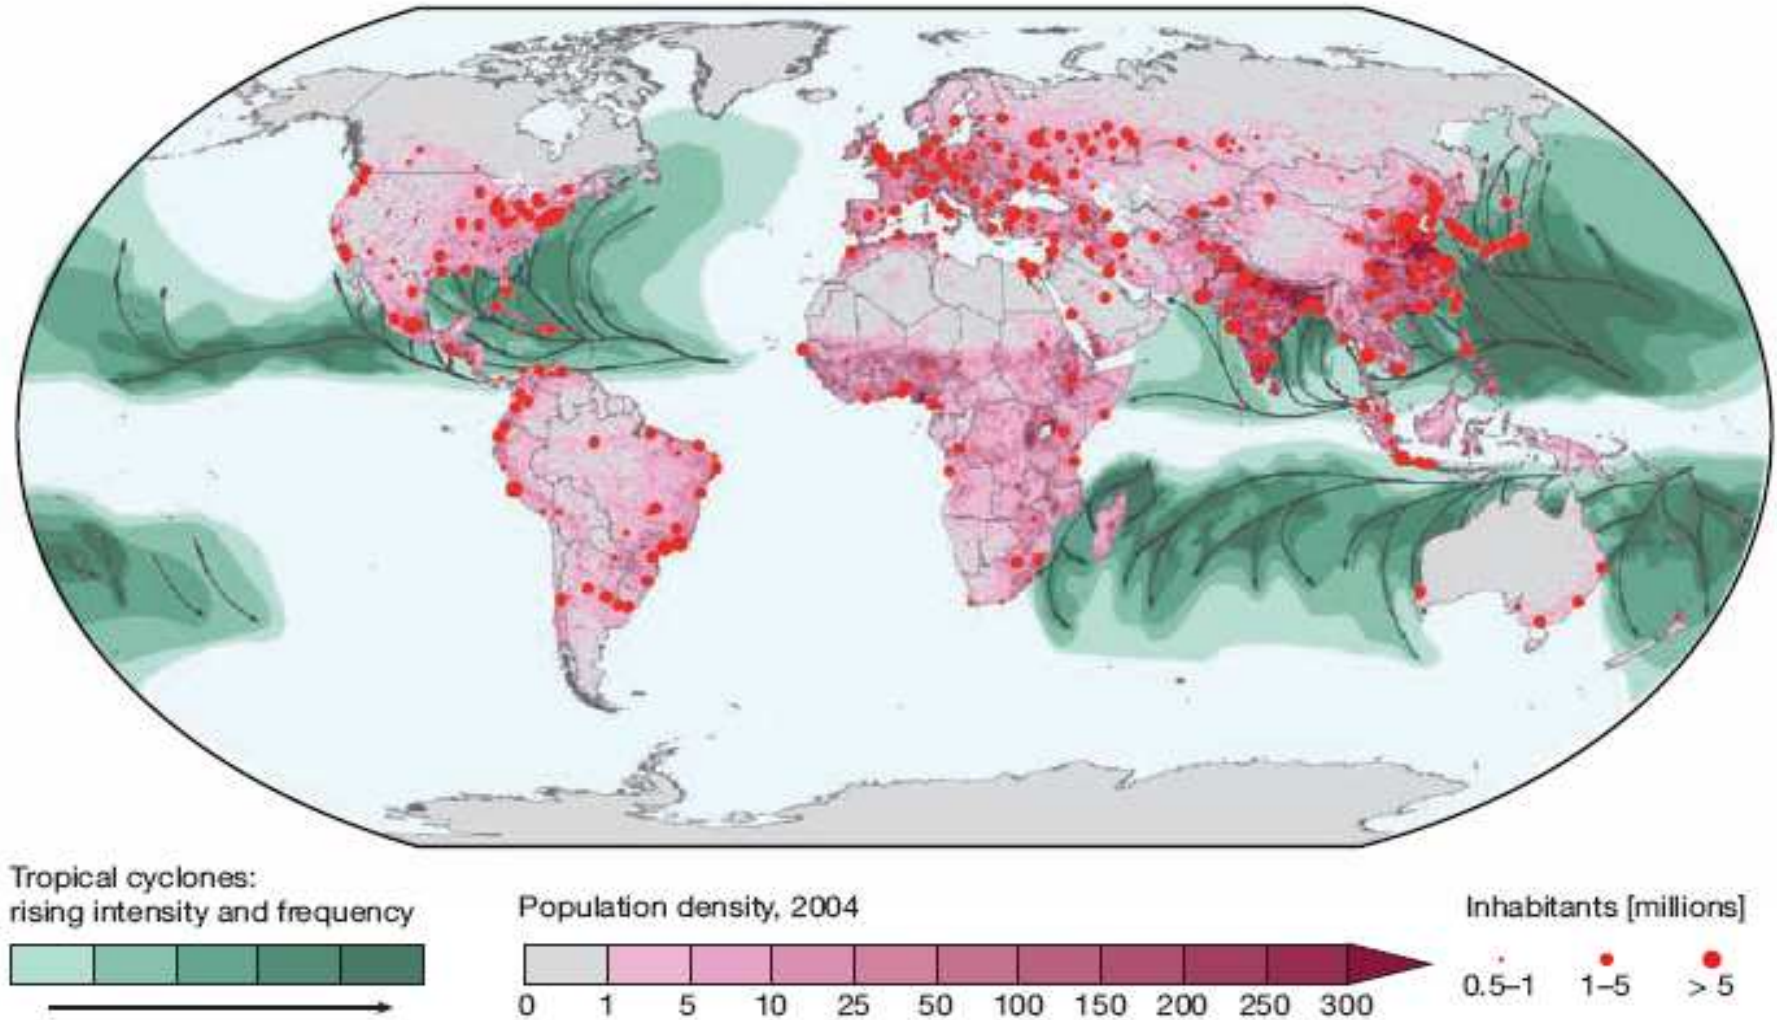 Tropical cyclones:
rising intensity and frequency
Population density, 2004
0 1 5 10 25 50 100 150 200 250 300
Inhabitants [millions]
0.5–1 1–5 > 5